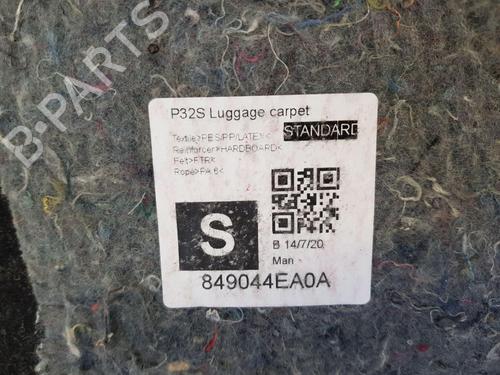 B-PARTS
P32S Luggage carpet
Textile>PES/PP/LATEX<
STANDARD
Reinforcer>HARDBOARD<
Felt>FTR<
Rope>PA 6<
S
B 14/7/20
Man
849044EA0A